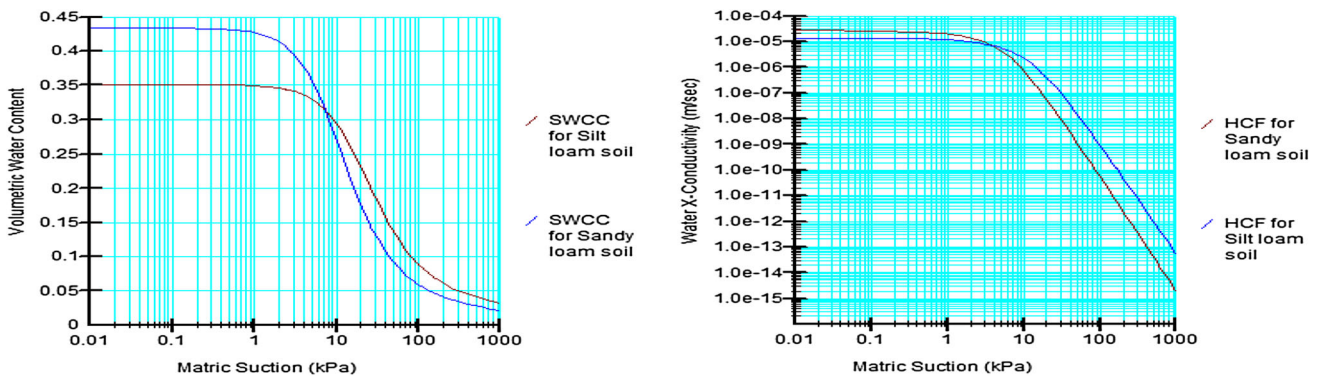 0.45
0.4
0.35
0.3
0.25
0.2
0.15
0.1
0.05
0
Volumetric Water Content
0.01 0.1 1 10 100 1000
Matric Suction (kPa)
SWCC
for Silt
loam soil
SWCC
for Sandy
loam soil
1.0e-04
1.0e-05
1.0e-06
1.0e-07
1.0e-08
1.0e-09
1.0e-10
1.0e-11
1.0e-12
1.0e-13
1.0e-14
1.0e-15
Water X-Conductivity (m/sec)
0.01 0.1 1 10 100 1000
Matric Suction (kPa)
HCF for
Sandy
loam soil
HCF for
Silt loam
soil